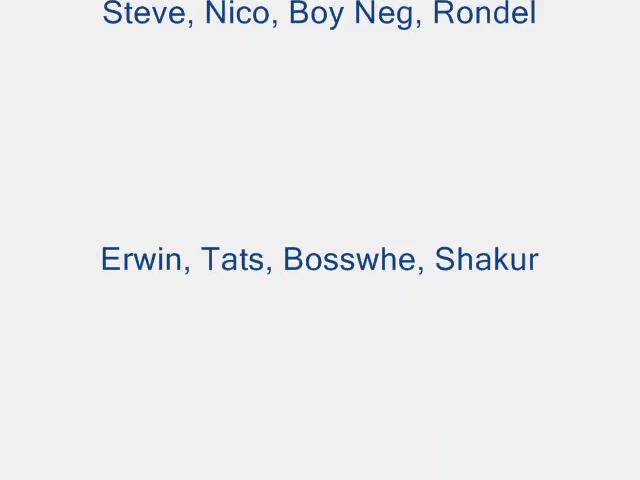 Steve, Nico, Boy Neg, Rondel
Erwin, Tats, Bosswhe, Shakur